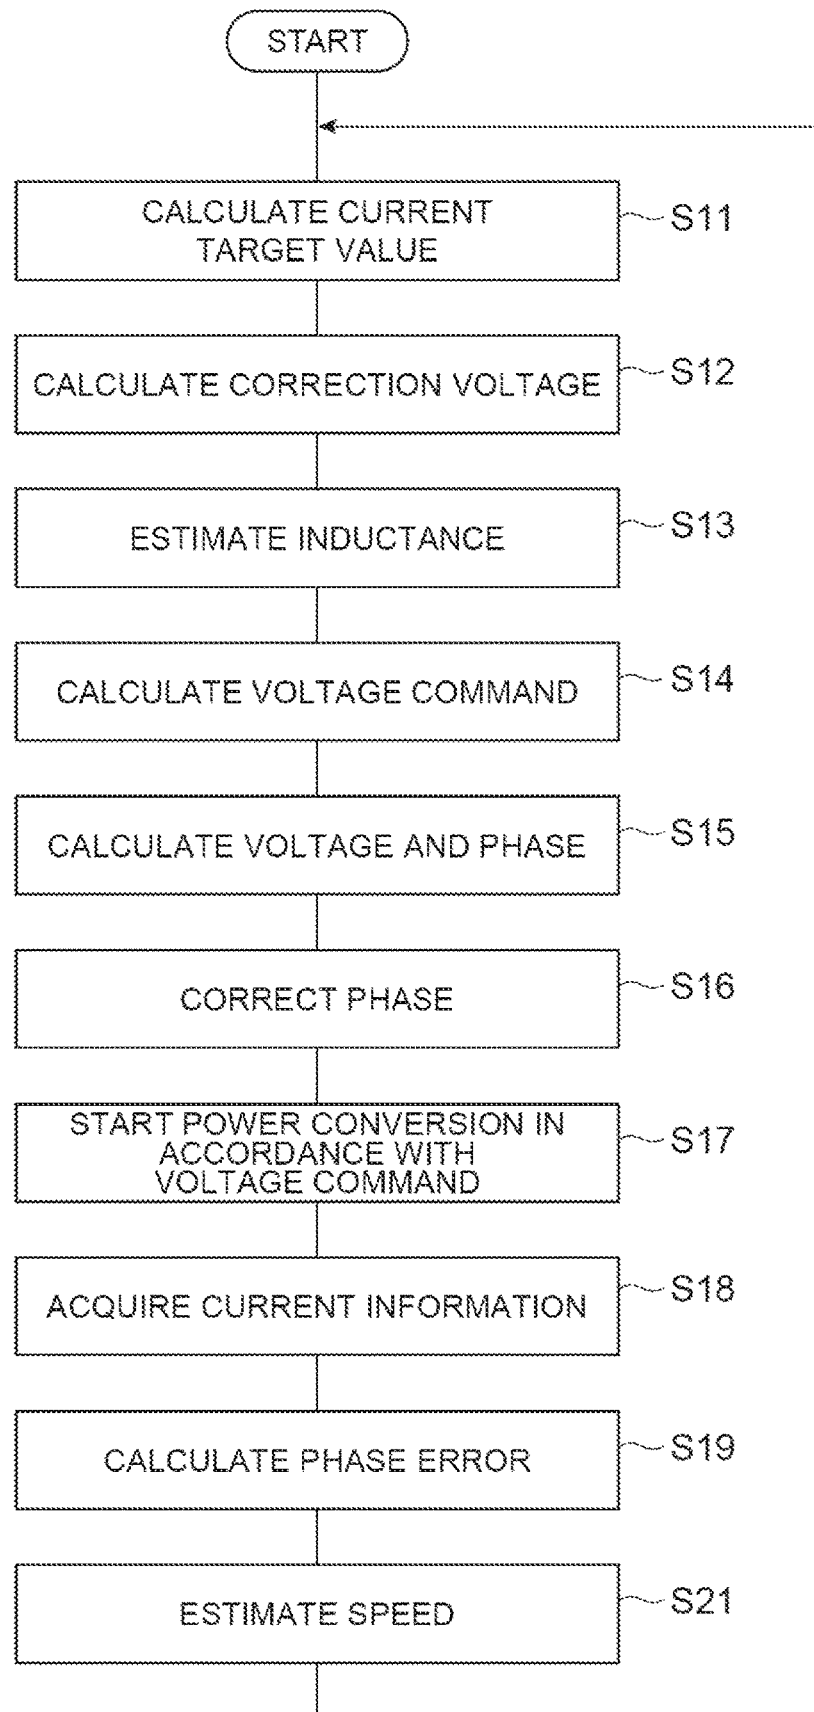 START
CALCULATE CURRENT
TARGET VALUE
S11
CALCULATE CORRECTION VOLTAGE
S12
ESTIMATE INDUCTANCE
S13
CALCULATE VOLTAGE COMMAND
S14
CALCULATE VOLTAGE AND PHASE
S15
CORRECT PHASE
S16
START POWER CONVERSION IN
ACCORDANCE WITH
VOLTAGE COMMAND
S17
ACQUIRE CURRENT INFORMATION
S18
CALCULATE PHASE ERROR
S19
ESTIMATE SPEED
S21